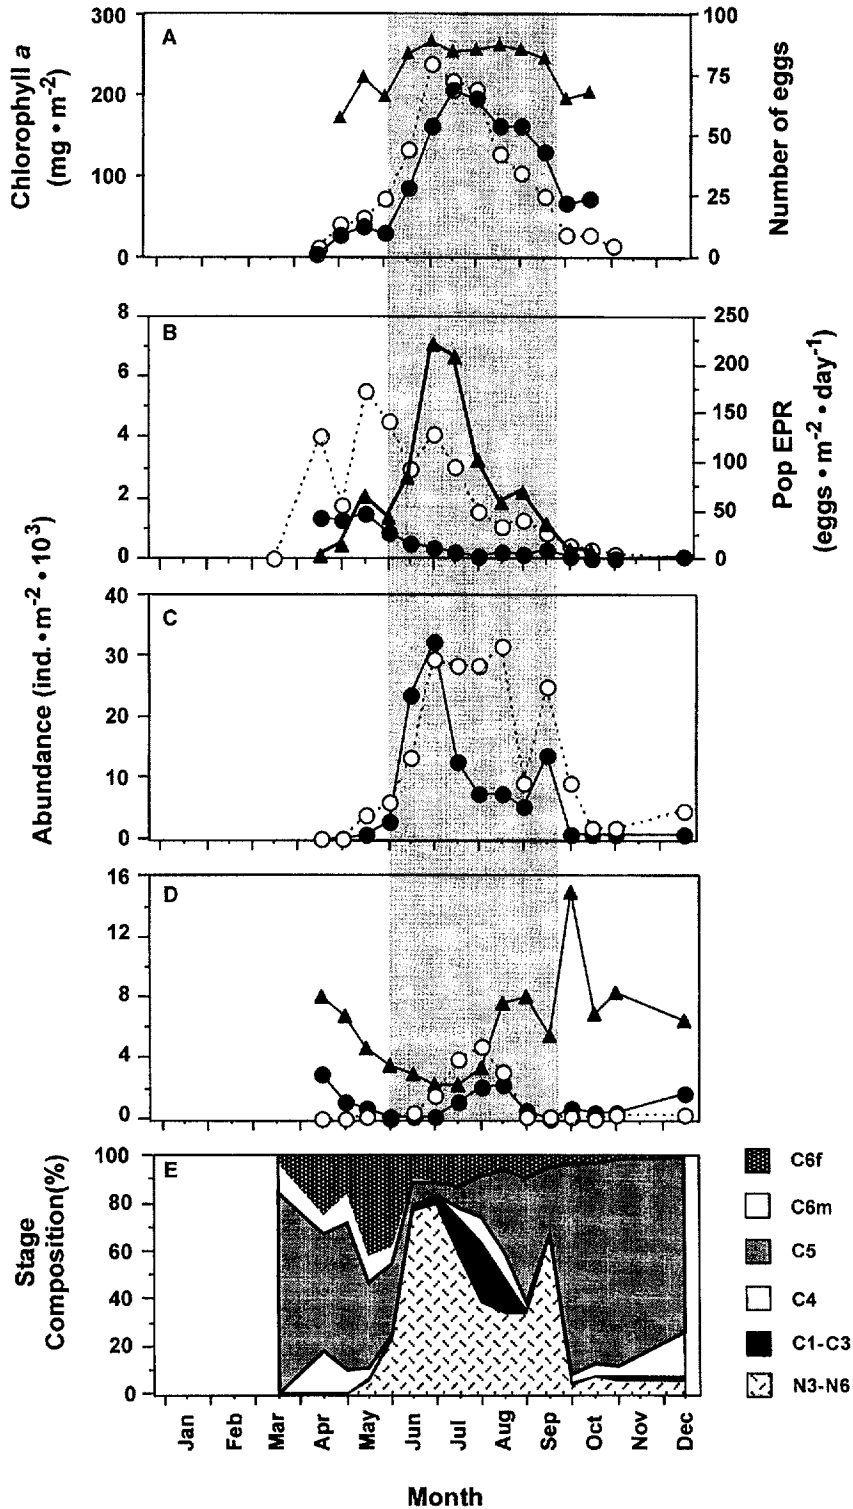 A
Chlorophyll a
(mg • m-2)
300
200
100
0
100
75
50
25
0
Number of eggs
B
8
6
4
2
0
250
200
150
100
50
0
Pop EPR
(eggs • m-2 • day-1)
Abundance (ind. • m-2 • 103)
C
40
30
20
10
0
D
16
12
8
4
0
E
Stage
Composition(%)
100
80
60
40
20
0
C6f
C6m
C5
C4
C1-C3
N3-N6
Jan Feb Mar Apr May Jun Jul Aug Sep Oct Nov Dec
Month